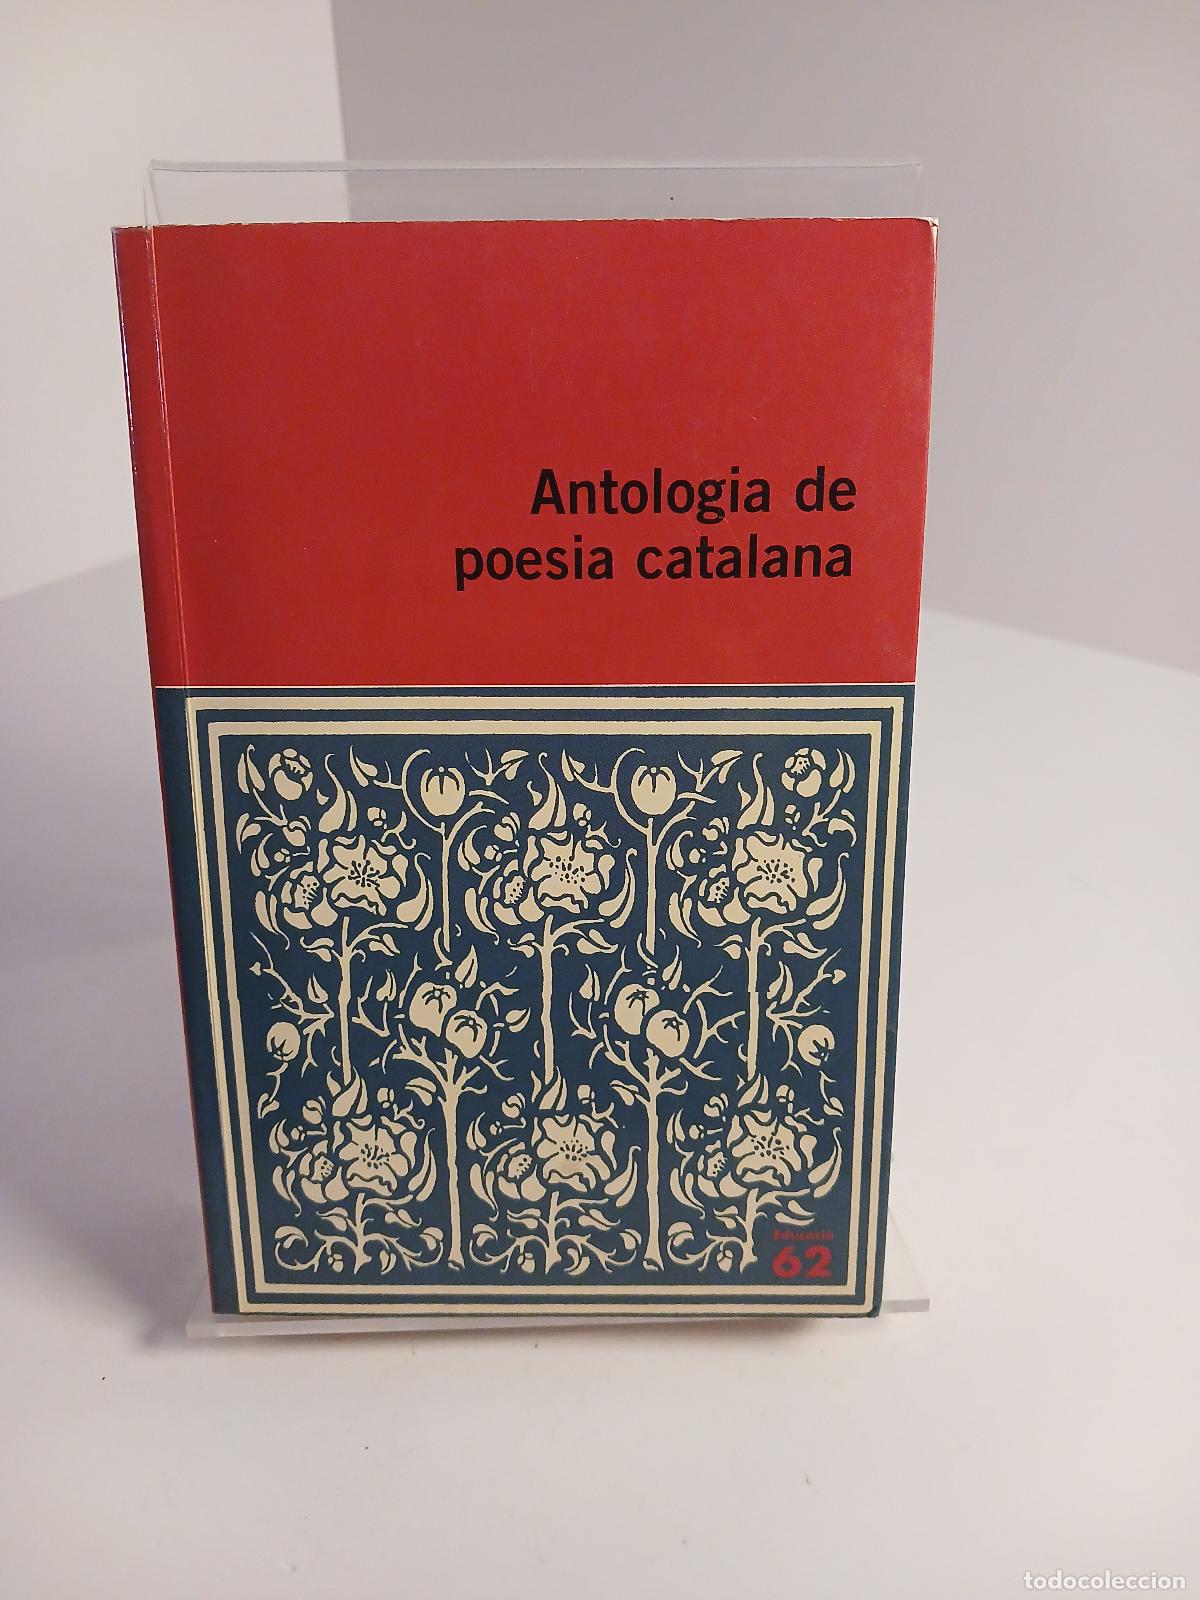 Antologia de
poesia catalana
Educació
62
todocoleccion